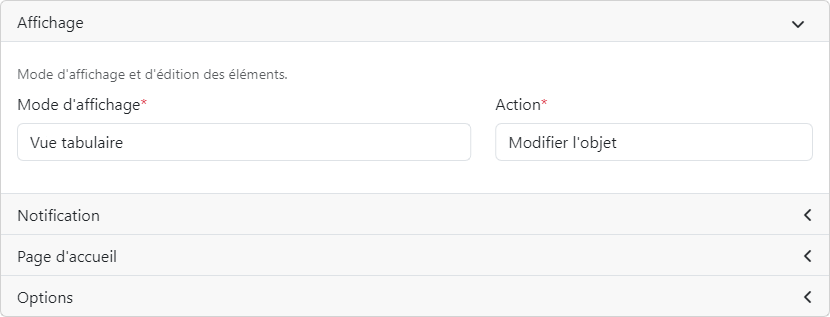 Affichage
Mode d'affichage et d'édition des éléments.
Mode d'affichage*
Action*
Vue tabulaire
Modifier l'objet
Notification
Page d'accueil
Options